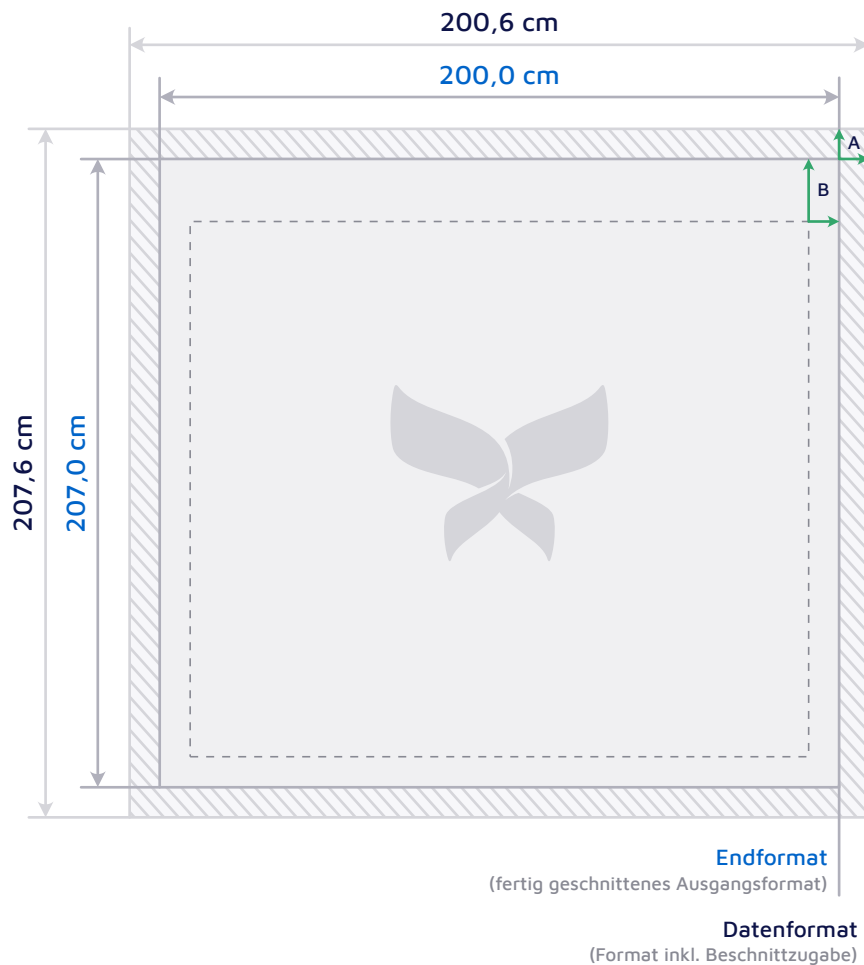 200,6 cm
200,0 cm
A
B
207,6 cm
207,0 cm
Endformat
(fertig geschnittenes Ausgangsformat)
Datenformat
(Format inkl. Beschnittzugabe)